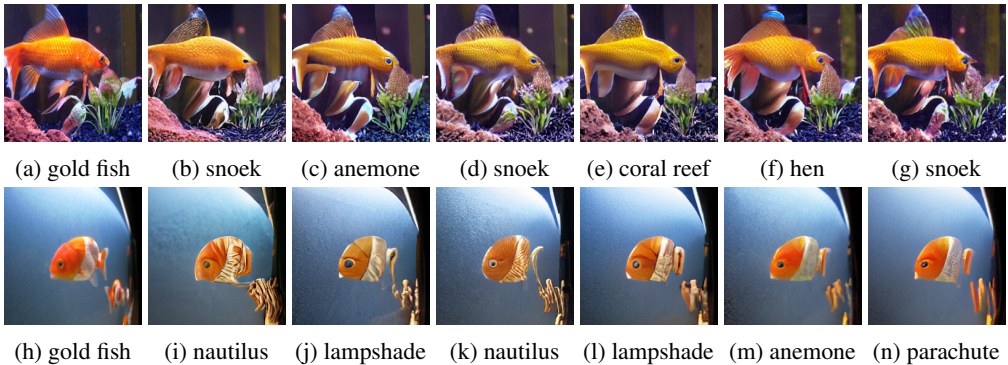 (a) gold fish (b) snoek (c) anemone (d) snoek (e) coral reef (f) hen (g) snoek
(h) gold fish (i) nautilus (j) lampshade (k) nautilus (l) lampshade (m) anemone (n) parachute